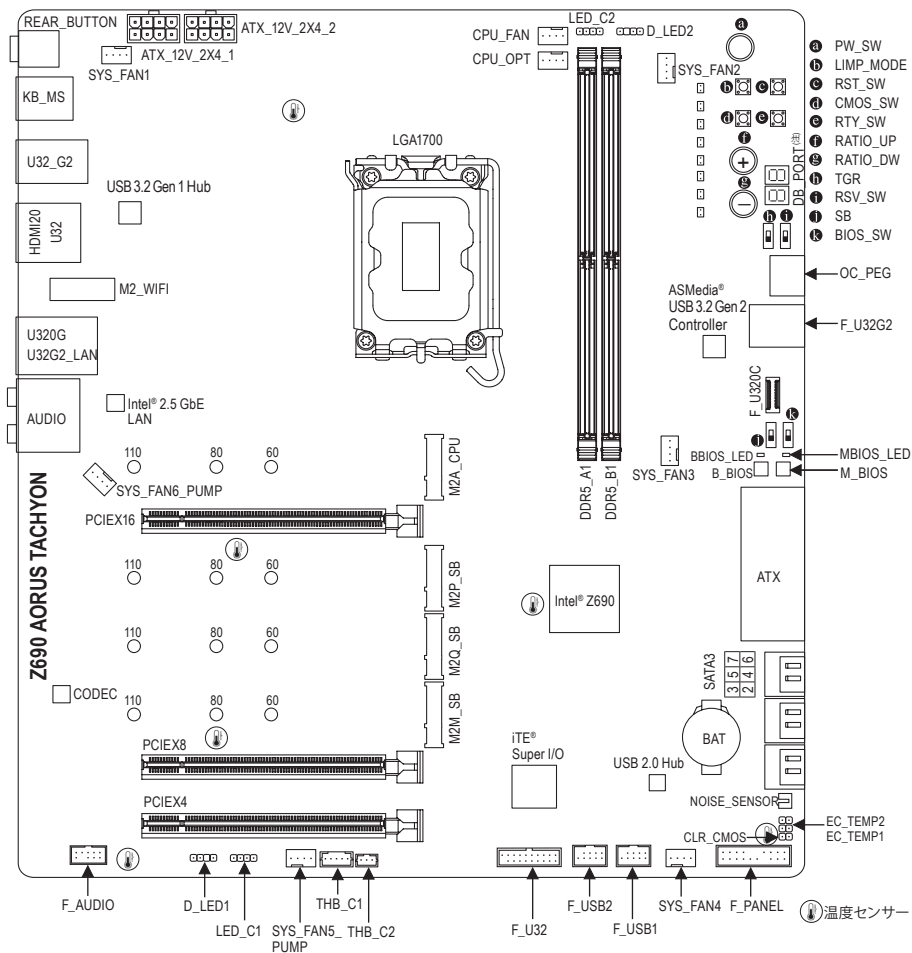 REAR_BUTTON
ATX_12V_2X4_1
ATX_12V_2X4_2
SYS_FAN1
CPU_FAN
CPU_OPT
LED_C2
D_LED2
SYS_FAN2
KB_MS
U32_G2
USB 3.2 Gen 1 Hub
HDMI20
U32
M2_WIFI
U320G
U32G2_LAN
AUDIO
Intel® 2.5 GbE
LAN
LGA1700
a
b
c
d
e
f
+
g
−
h
i
DB_PORT(注)
a PW_SW
b LIMP_MODE
c RST_SW
d CMOS_SW
e RTY_SW
f RATIO_UP
g RATIO_DW
h TGR
i RSV_SW
j SB
k BIOS_SW
OC_PEG
ASMedia®
USB 3.2 Gen 2
Controller
F_U32G2
F_U320C
k
j
BBIOS_LED
MBIOS_LED
B_BIOS
M_BIOS
SYS_FAN3
DDR5_A1
DDR5_B1
110 80 60
M2A_CPU
SYS_FAN6_PUMP
PCIEX16
110 80 60
M2P_SB
Intel® Z690
ATX
Z690 AORUS TACHYON
110 80 60
M2Q_SB
CODEC
110 80 60
M2M_SB
SATA3
3 5 7
2 4 6
BAT
iTE®
Super I/O
USB 2.0 Hub
PCIEX8
PCIEX4
NOISE_SENSOR
EC_TEMP2
CLR_CMOS
EC_TEMP1
F_AUDIO
D_LED1
LED_C1
SYS_FAN5_
PUMP
THB_C1
THB_C2
F_U32
F_USB2
F_USB1
SYS_FAN4
F_PANEL
温度センサー